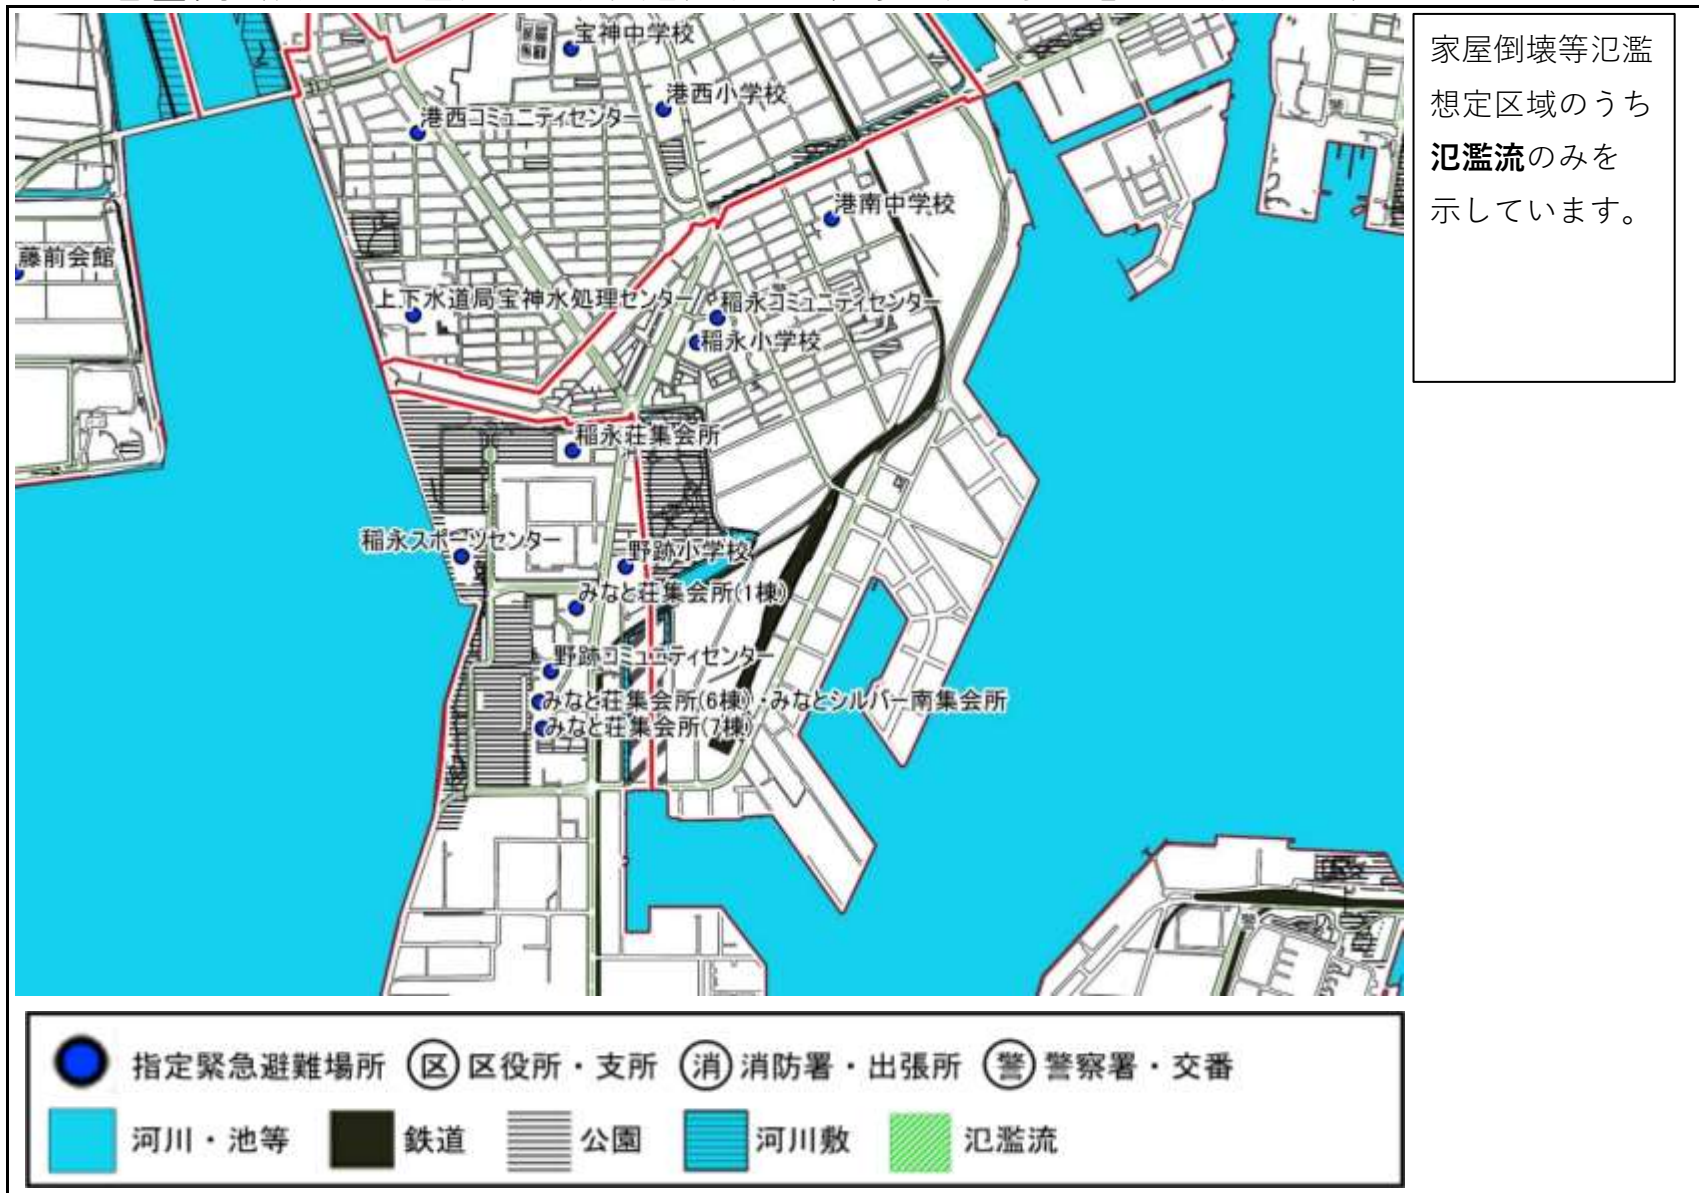 家屋倒壊等氾濫
想定区域のうち
氾濫流のみを
示しています。
宝神中学校
港西小学校
港西コミュニティセンター
港南中学校
藤前会館
上下水道局宝神水処理センター
稲永コミュニティセンター
稲永小学校
稲永荘集会所
稲永スポーツセンター
野跡小学校
みなと荘集会所(1棟)
野跡コミュニティセンター
みなと荘集会所(6棟)・みなとシルバー南集会所
みなと荘集会所(7棟)
指定緊急避難場所 区 区役所・支所 消 消防署・出張所 警 警察署・交番
河川・池等 鉄道 公園 河川敷 氾濫流